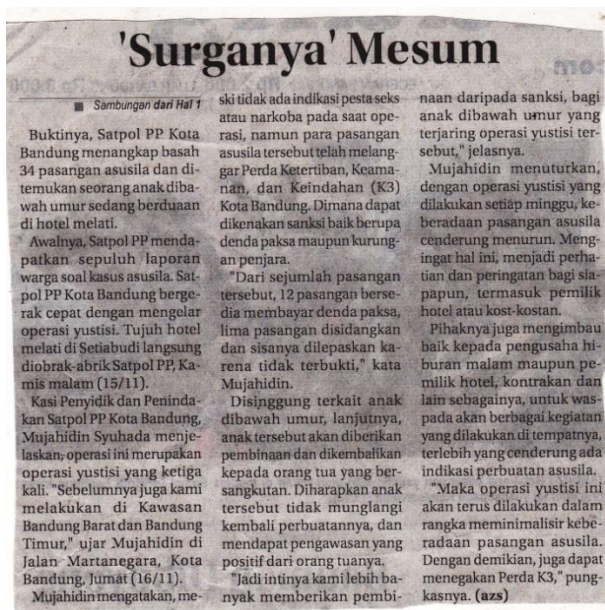 'Surganya' Mesum
■ Sambungan dari Hal 1
Buktinya, Satpol PP Kota
Bandung menangkap basah
34 pasangan asusila dan di-
temukan seorang anak diba-
wah umur sedang berduaan
di hotel melati.
Awalnya, Satpol PP menda-
patkan sepuluh laporan
warga soal kasus asusila. Sat-
pol PP Kota Bandung berge-
rak cepat dengan mengelar
operasi yustisi. Tujuh hotel
melati di Setiabudi langsung
diobrak-abrik Satpol PP, Ka-
mis malam (15/11).
Kasi Penyidik dan Peninda-
kan Satpol PP Kota Bandung,
Mujahidin Syuhada menje-
laskan, operasi ini merupakan
operasi yustisi yang ketiga
kali. "Sebelumnya juga kami
melakukan di Kawasan
Bandung Barat dan Bandung
Timur," ujar Mujahidin di
Jalan Martanegara, Kota
Bandung, Jumat (16/11).
Mujahidin mengatakan, me-
ski tidak ada indikasi pesta seks
atau narkoba pada saat ope-
rasi, namun para pasangan
asusila tersebut telah melang-
gar Perda Ketertiban, Keama-
nan, dan Keindahan (K3)
Kota Bandung. Dimana dapat
dikenakan sanksi baik berupa
denda paksa maupun kurung-
an penjara.
"Dari sejumlah pasangan
tersebut, 12 pasangan berse-
dia membayar denda paksa,
lima pasangan disidangkan
dan sisanya dilepaskan ka-
rena tidak terbukti," kata
Mujahidin.
Disinggung terkait anak
dibawah umur, lanjutnya,
anak tersebut akan diberikan
pembinaan dan dikembalikan
kepada orang tua yang ber-
sangkutan. Diharapkan anak
tersebut tidak munglangi
kembali perbuatannya, dan
mendapat pengawasan yang
positif dari orang tuanya.
"Jadi intinya kami lebih ba-
nyak memberikan pembi-
naan daripada sanksi, bagi
anak dibawah umur yang
terjaring operasi yustisi ter-
sebut," jelasnya.
Mujahidin menuturkan,
dengan operasi yustisi yang
dilakukan setiap minggu, ke-
beradaan pasangan asusila
cenderung menurun. Meng-
ingat hal ini, menjadi perha-
tian dan peringatan bagi sia-
papun, termasuk pemilik
hotel atau kost-kostan.
Pihaknya juga mengimbau
baik kepada pengusaha hi-
buran malam maupun pe-
milik hotel, kontrakan dan
lain sebagainya, untuk was-
pada akan berbagai kegiatan
yang dilakukan di tempatnya,
terlebih yang cenderung ada
indikasi perbuatan asusila.
"Maka operasi yustisi ini
akan terus dilakukan dalam
rangka meminimalisir kebe-
radaan pasangan asusila.
Dengan demikian, juga dapat
menegakan Perda K3," pung-
kasnya. (azs)